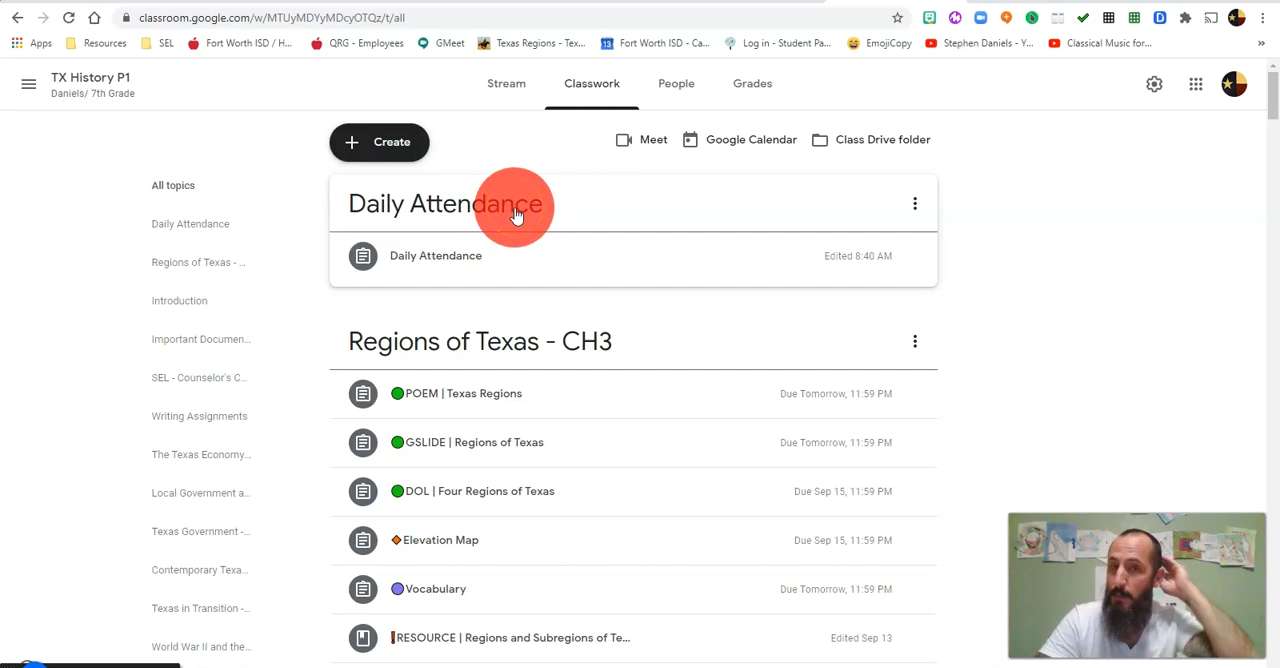 classroom.google.com/w/MTUyMDYyMDcyOTQz/t/all
Apps
Resources
SEL
Fort Worth ISD / H...
QRG - Employees
GMeet
Texas Regions - Tex...
13
Fort Worth ISD - Ca...
Log in - Student Pa...
EmojiCopy
Stephen Daniels - Y...
Classical Music for...
»
TX History P1
Daniels/ 7th Grade
Stream
Classwork
People
Grades
Create
Meet
Google Calendar
Class Drive folder
All topics
Daily Attendance
Regions of Texas - ...
Introduction
Important Documen...
SEL - Counselor's C...
Writing Assignments
The Texas Economy...
Local Government a...
Texas Government -...
Contemporary Texa...
Texas in Transition -...
World War II and the...
Daily Attendance
Daily Attendance
Edited 8:40 AM
Regions of Texas - CH3
POEM | Texas Regions
Due Tomorrow, 11:59 PM
GSLIDE | Regions of Texas
Due Tomorrow, 11:59 PM
DOL | Four Regions of Texas
Due Sep 15, 11:59 PM
Elevation Map
Due Sep 15, 11:59 PM
Vocabulary
Due Tomorrow, 11:59 PM
RESOURCE | Regions and Subregions of Te...
Edited Sep 13